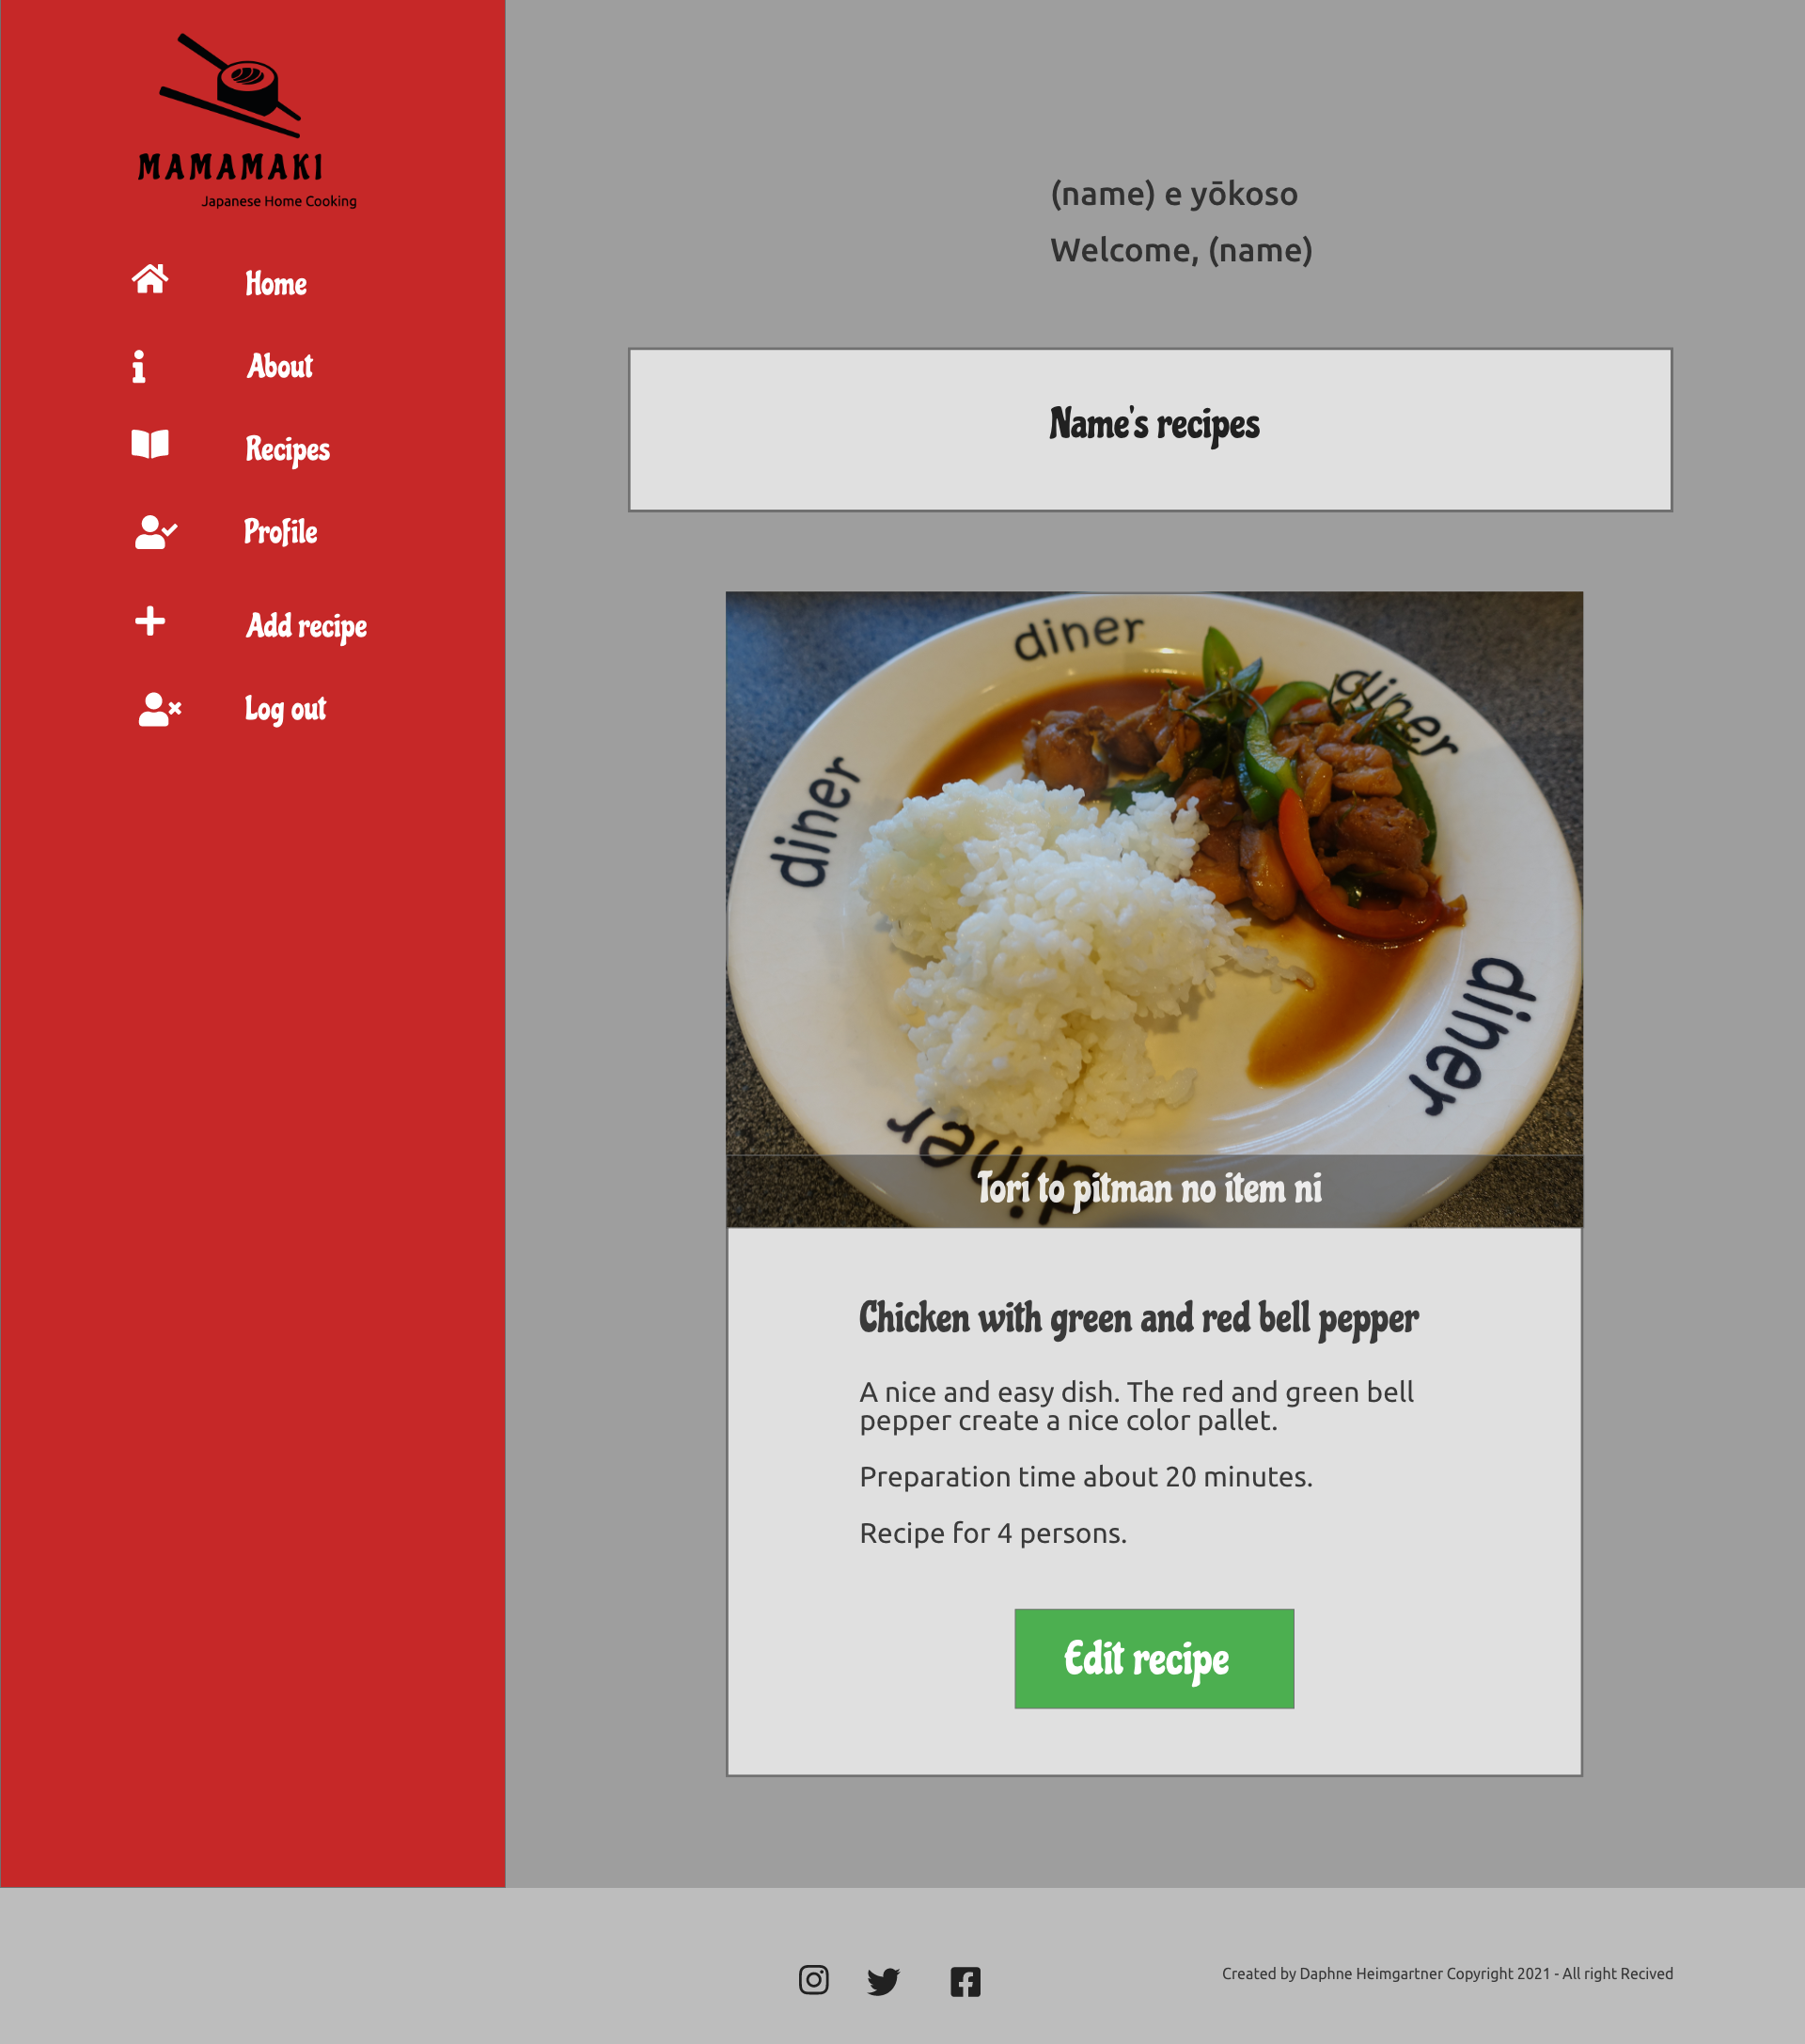 MAMAMAKI
Japanese Home Cooking
Home
About
Recipes
Profile
Add recipe
Log out
(name) e yōkoso
Welcome, (name)
Name's recipes
diner
diner
diner
diner
diner
Tori to pitman no item ni
Chicken with green and red bell pepper
A nice and easy dish. The red and green bell
pepper create a nice color pallet.
Preparation time about 20 minutes.
Recipe for 4 persons.
Edit recipe
Created by Daphne Heimgartner Copyright 2021 - All right Recived